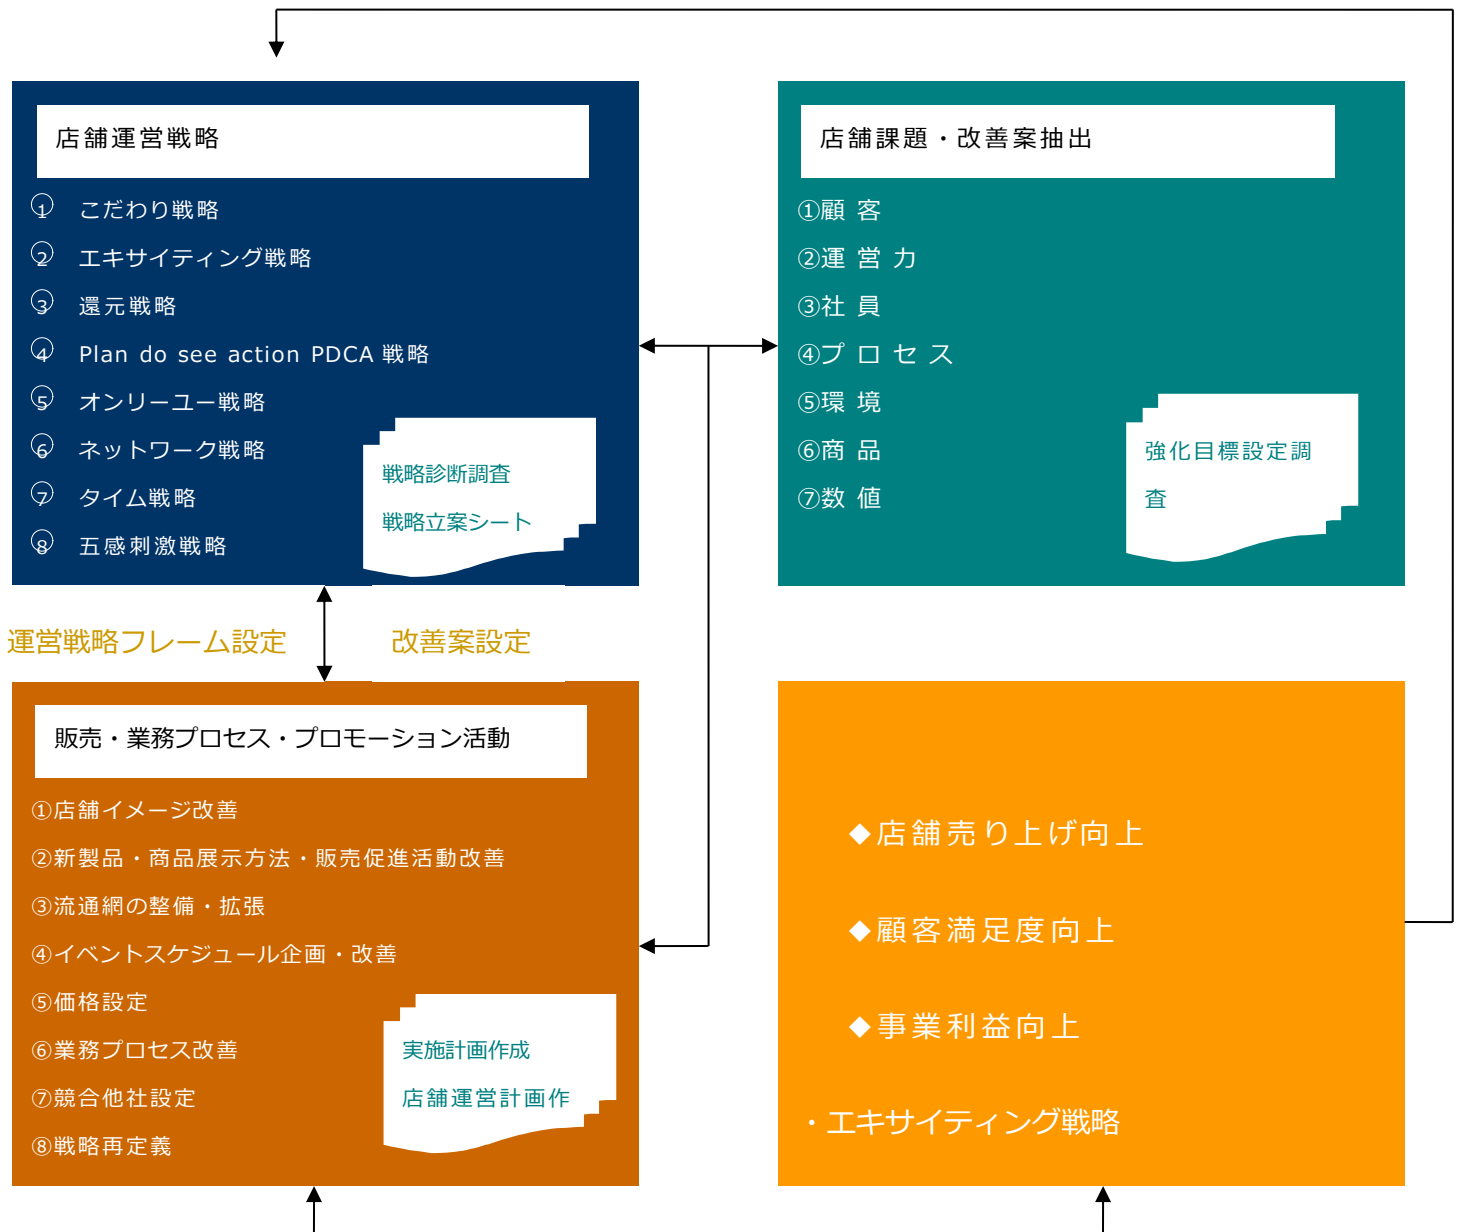 店舗運営戦略
① こだわり戦略
② エキサイティング戦略
③ 還元戦略
④ Plan do see action PDCA 戦略
⑤ オンリーユー戦略
⑥ ネットワーク戦略
⑦ タイム戦略
⑧ 五感刺激戦略
戦略診断調査
戦略立案シート
店舗課題・改善案抽出
①顧 客
②運 営 力
③社 員
④プ ロ セ ス
⑤環 境
⑥商 品
⑦数 値
強化目標設定調
査
運営戦略フレーム設定
改善案設定
販売・業務プロセス・プロモーション活動
①店舗イメージ改善
②新製品・商品展示方法・販売促進活動改善
③流通網の整備・拡張
④イベントスケジュール企画・改善
⑤価格設定
⑥業務プロセス改善
⑦競合他社設定
⑧戦略再定義
実施計画作成
店舗運営計画作
◆店舗売り上げ向上
◆顧客満足度向上
◆事業利益向上
・エキサイティング戦略